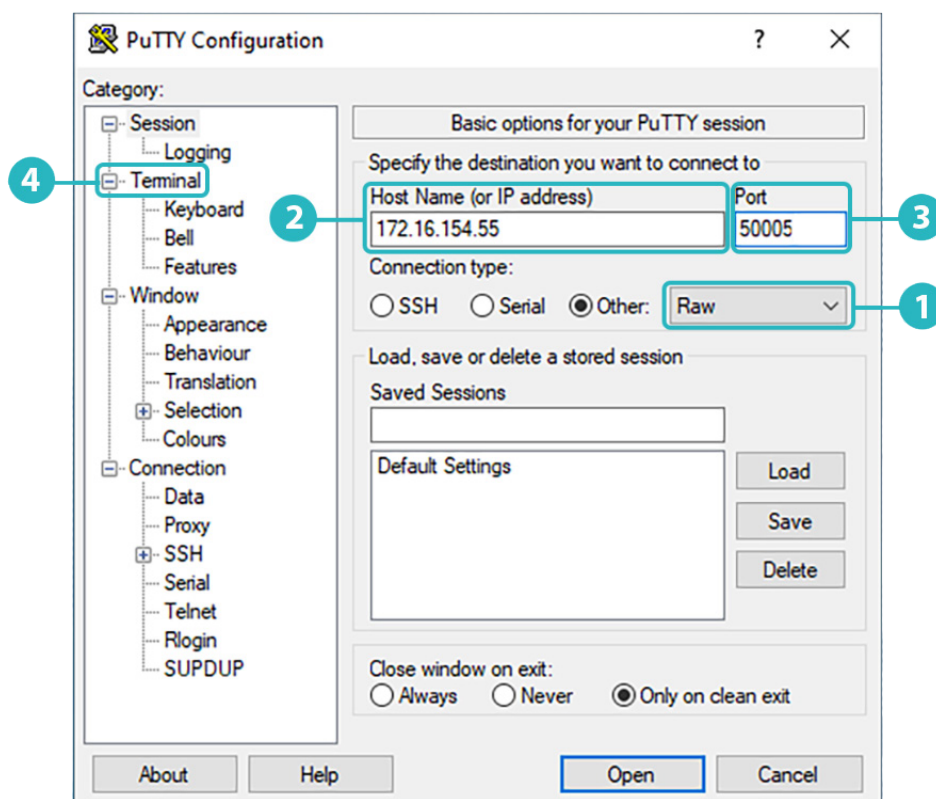 PuTTY Configuration
?
Category:
Session
Logging
4
Terminal
Keyboard
Bell
Features
Window
Appearance
Behaviour
Translation
Selection
Colours
Connection
Data
Proxy
SSH
Serial
Telnet
Rlogin
SUPDUP
Basic options for your PuTTY session
Specify the destination you want to connect to
Host Name (or IP address) Port
2
172.16.154.55 50005
3
Connection type:
SSH Serial Other: Raw
1
Load, save or delete a stored session
Saved Sessions
Default Settings
Load
Save
Delete
Close window on exit:
Always Never Only on clean exit
About Help Open Cancel